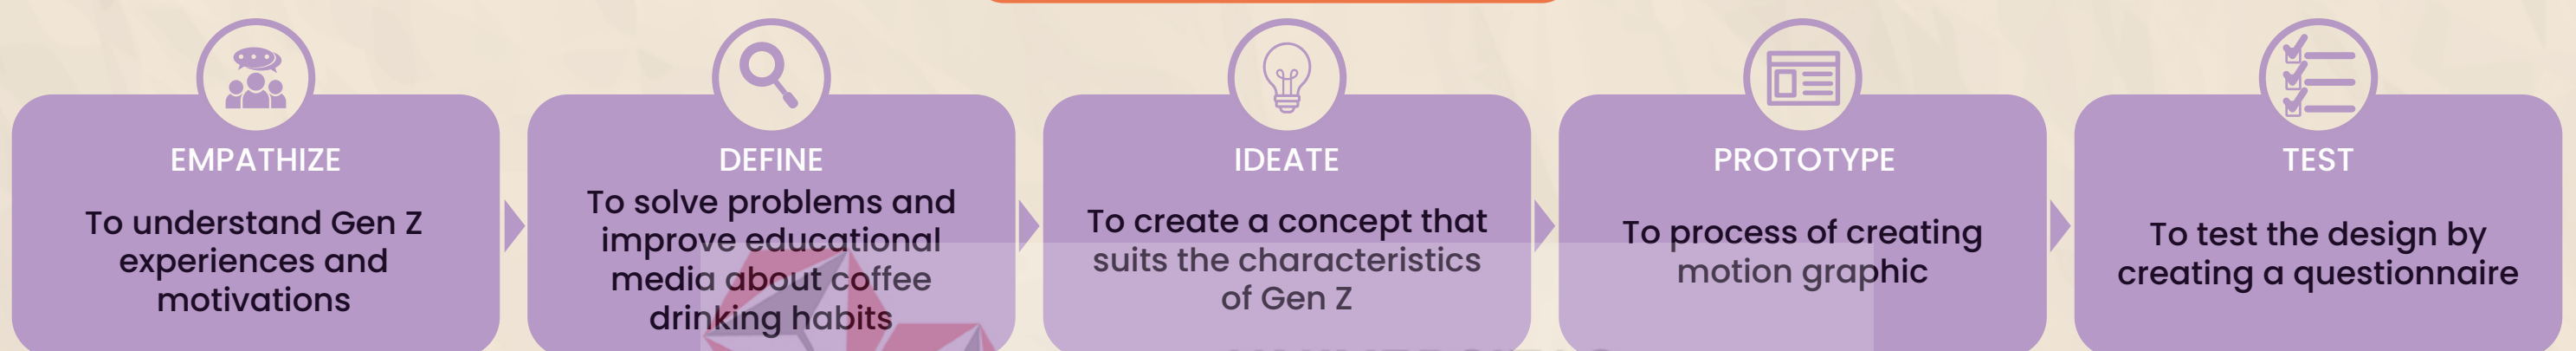 EMPATHIZE
To understand Gen Z
experiences and
motivations
DEFINE
To solve problems and
improve educational
media about coffee
drinking habits
IDEATE
To create a concept that
suits the characteristics
of Gen Z
PROTOTYPE
To process of creating
motion graphic
TEST
To test the design by
creating a questionnaire